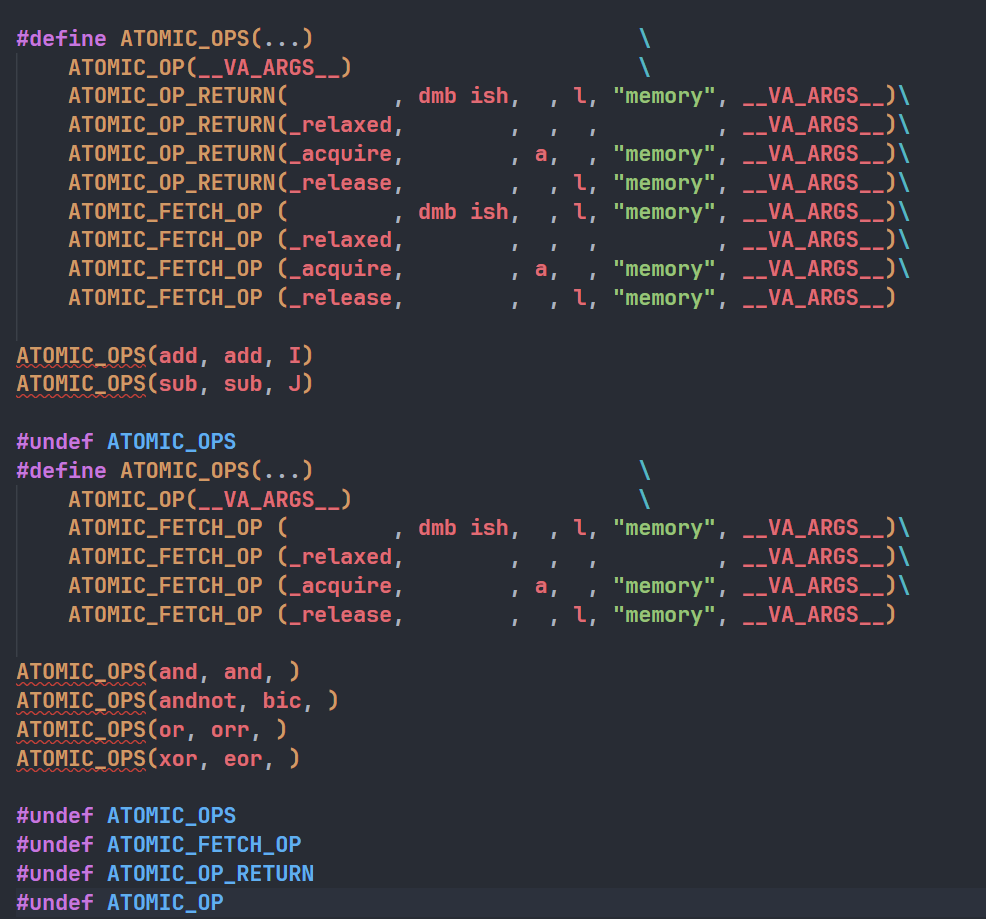 #define ATOMIC_OPS(...)                         \
    ATOMIC_OP(__VA_ARGS__)                      \
    ATOMIC_OP_RETURN(        , dmb ish,  , l, "memory", __VA_ARGS__)\
    ATOMIC_OP_RETURN(_relaxed,        ,  ,  ,         , __VA_ARGS__)\
    ATOMIC_OP_RETURN(_acquire,        , a,  , "memory", __VA_ARGS__)\
    ATOMIC_OP_RETURN(_release,        ,  , l, "memory", __VA_ARGS__)\
    ATOMIC_FETCH_OP (        , dmb ish,  , l, "memory", __VA_ARGS__)\
    ATOMIC_FETCH_OP (_relaxed,        ,  ,  ,         , __VA_ARGS__)\
    ATOMIC_FETCH_OP (_acquire,        , a,  , "memory", __VA_ARGS__)\
    ATOMIC_FETCH_OP (_release,        ,  , l, "memory", __VA_ARGS__)

ATOMIC_OPS(add, add, I)
ATOMIC_OPS(sub, sub, J)

#undef ATOMIC_OPS
#define ATOMIC_OPS(...)                         \
    ATOMIC_OP(__VA_ARGS__)                      \
    ATOMIC_FETCH_OP (        , dmb ish,  , l, "memory", __VA_ARGS__)\
    ATOMIC_FETCH_OP (_relaxed,        ,  ,  ,         , __VA_ARGS__)\
    ATOMIC_FETCH_OP (_acquire,        , a,  , "memory", __VA_ARGS__)\
    ATOMIC_FETCH_OP (_release,        ,  , l, "memory", __VA_ARGS__)

ATOMIC_OPS(and, and, )
ATOMIC_OPS(andnot, bic, )
ATOMIC_OPS(or, orr, )
ATOMIC_OPS(xor, eor, )

#undef ATOMIC_OPS
#undef ATOMIC_FETCH_OP
#undef ATOMIC_OP_RETURN
#undef ATOMIC_OP